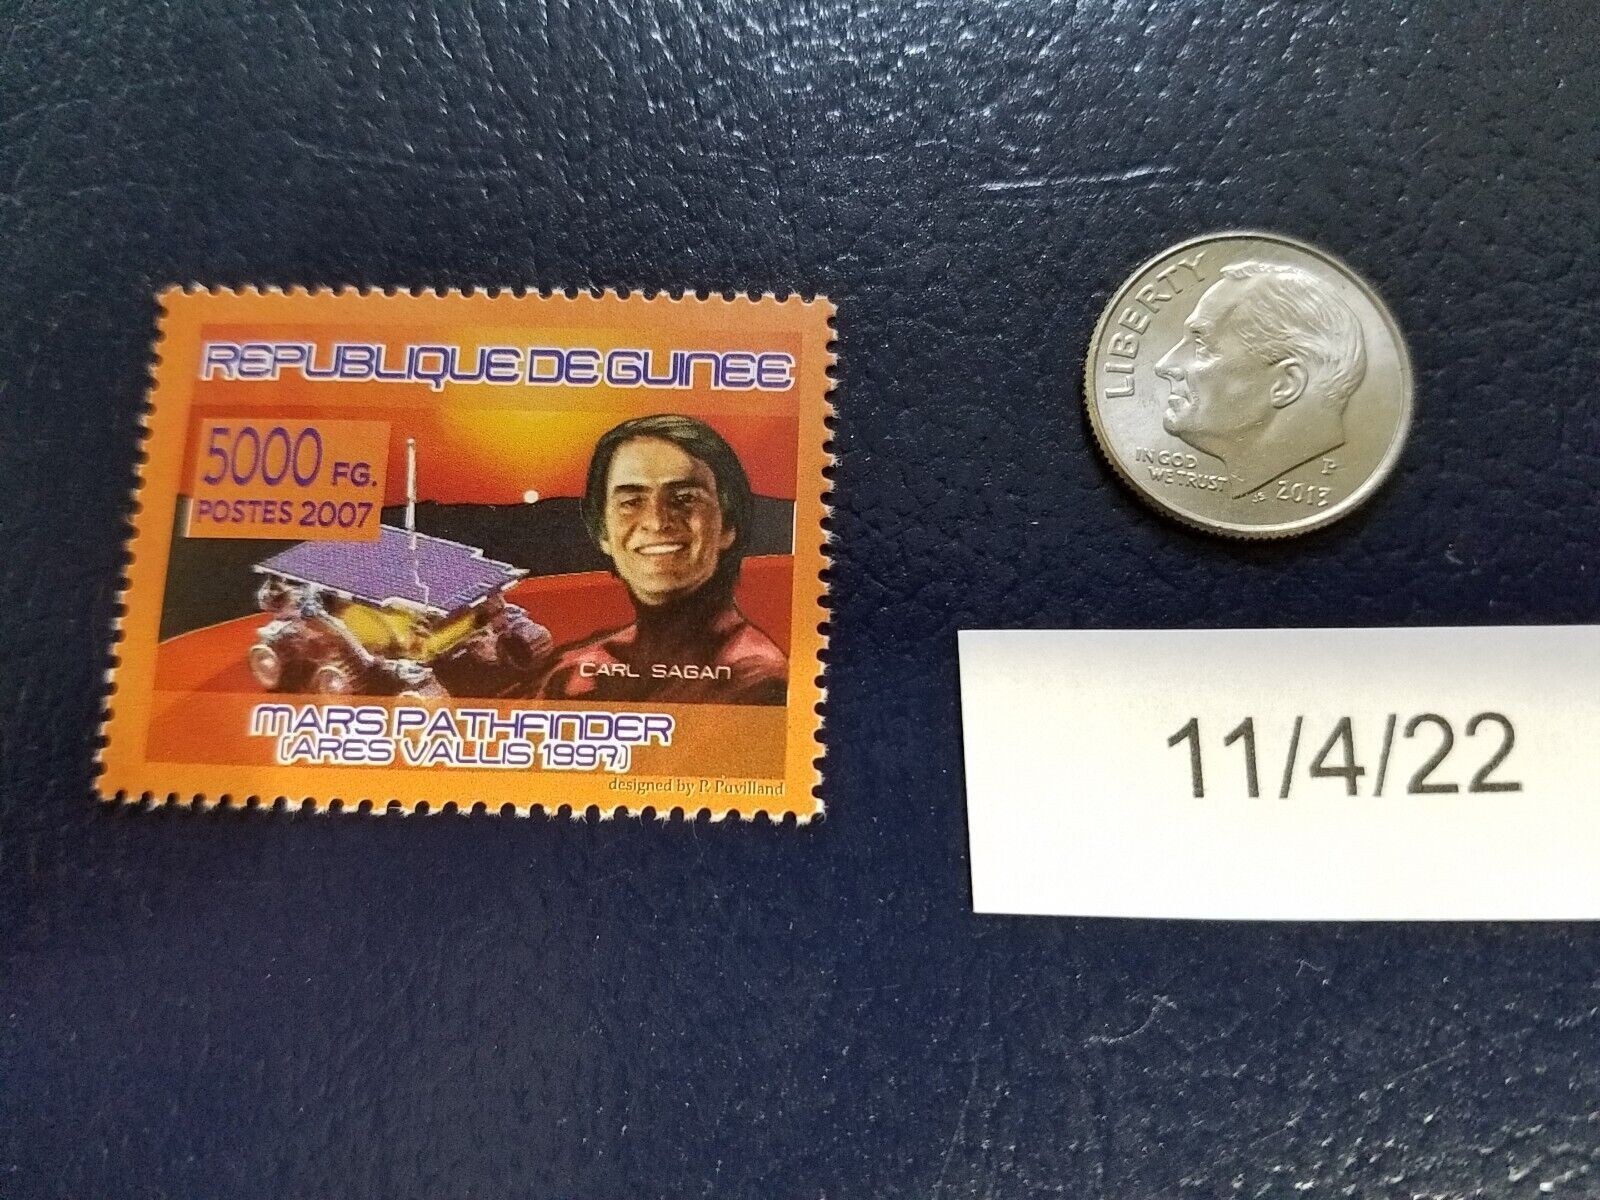 REPUBLIQUE DE GUINEE
5000 FG.
POSTES 2007
CARL SAGAN
MARS PATHFINDER
(ARES VALLIS 1997)
designed by P. Puvilland
LIBERTY
IN GOD
WE TRUST
P
JS 2013
11/4/22